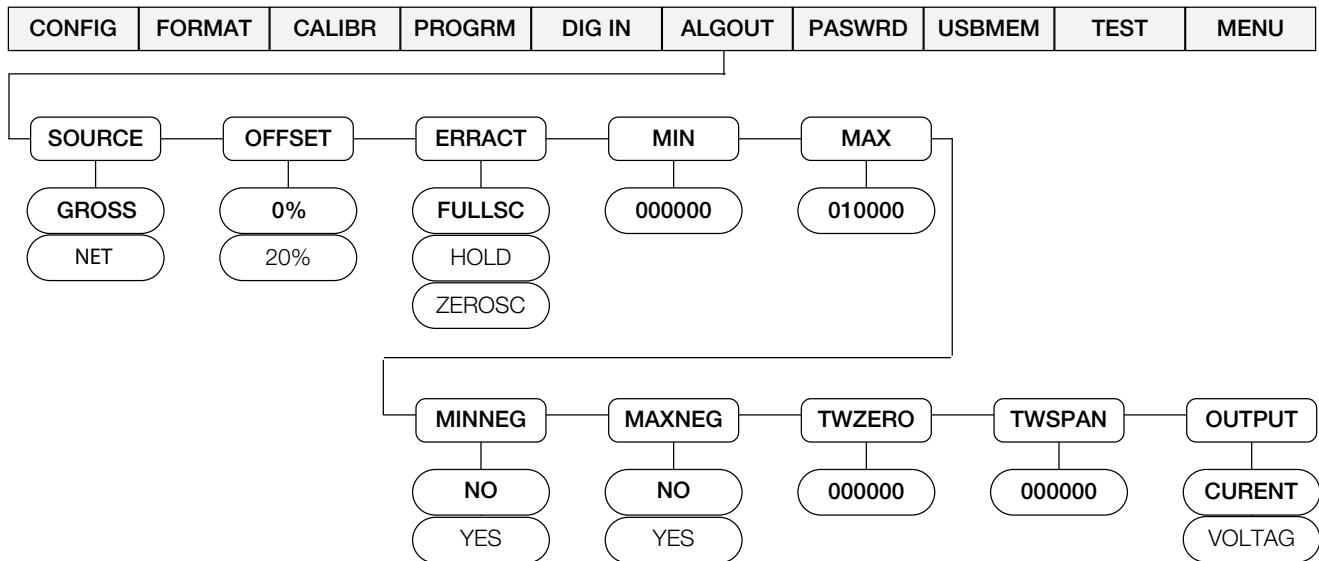 CONFIG FORMAT CALIBR PROGRM DIG IN ALGOUT PASWRD USBMEM TEST MENU
SOURCE OFFSET ERRACT MIN MAX
GROSS 0% FULLSC 000000 010000
NET 20% HOLD
ZEROSC
MINNEG MAXNEG TWZERO TWSPAN OUTPUT
NO NO 000000 000000 CURENT
YES YES VOLTAG